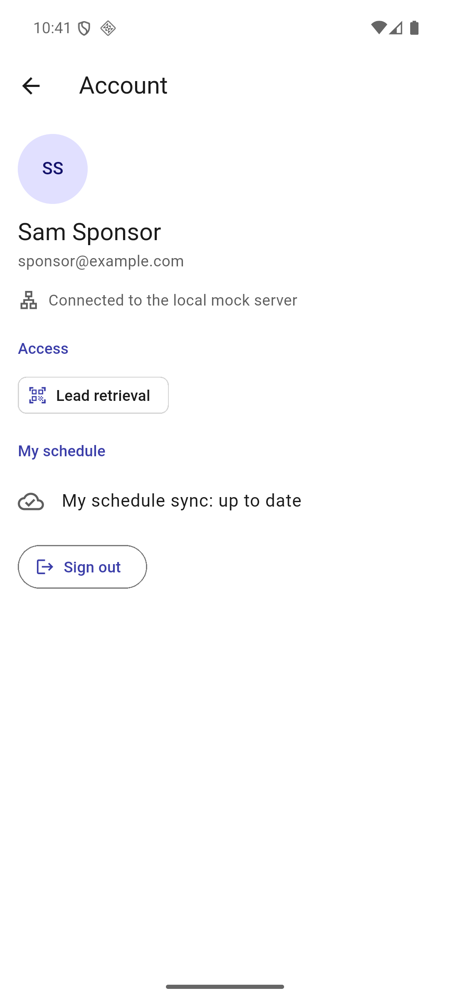 10:41
Account
SS
Sam Sponsor
sponsor@example.com
Connected to the local mock server
Access
Lead retrieval
My schedule
My schedule sync: up to date
Sign out